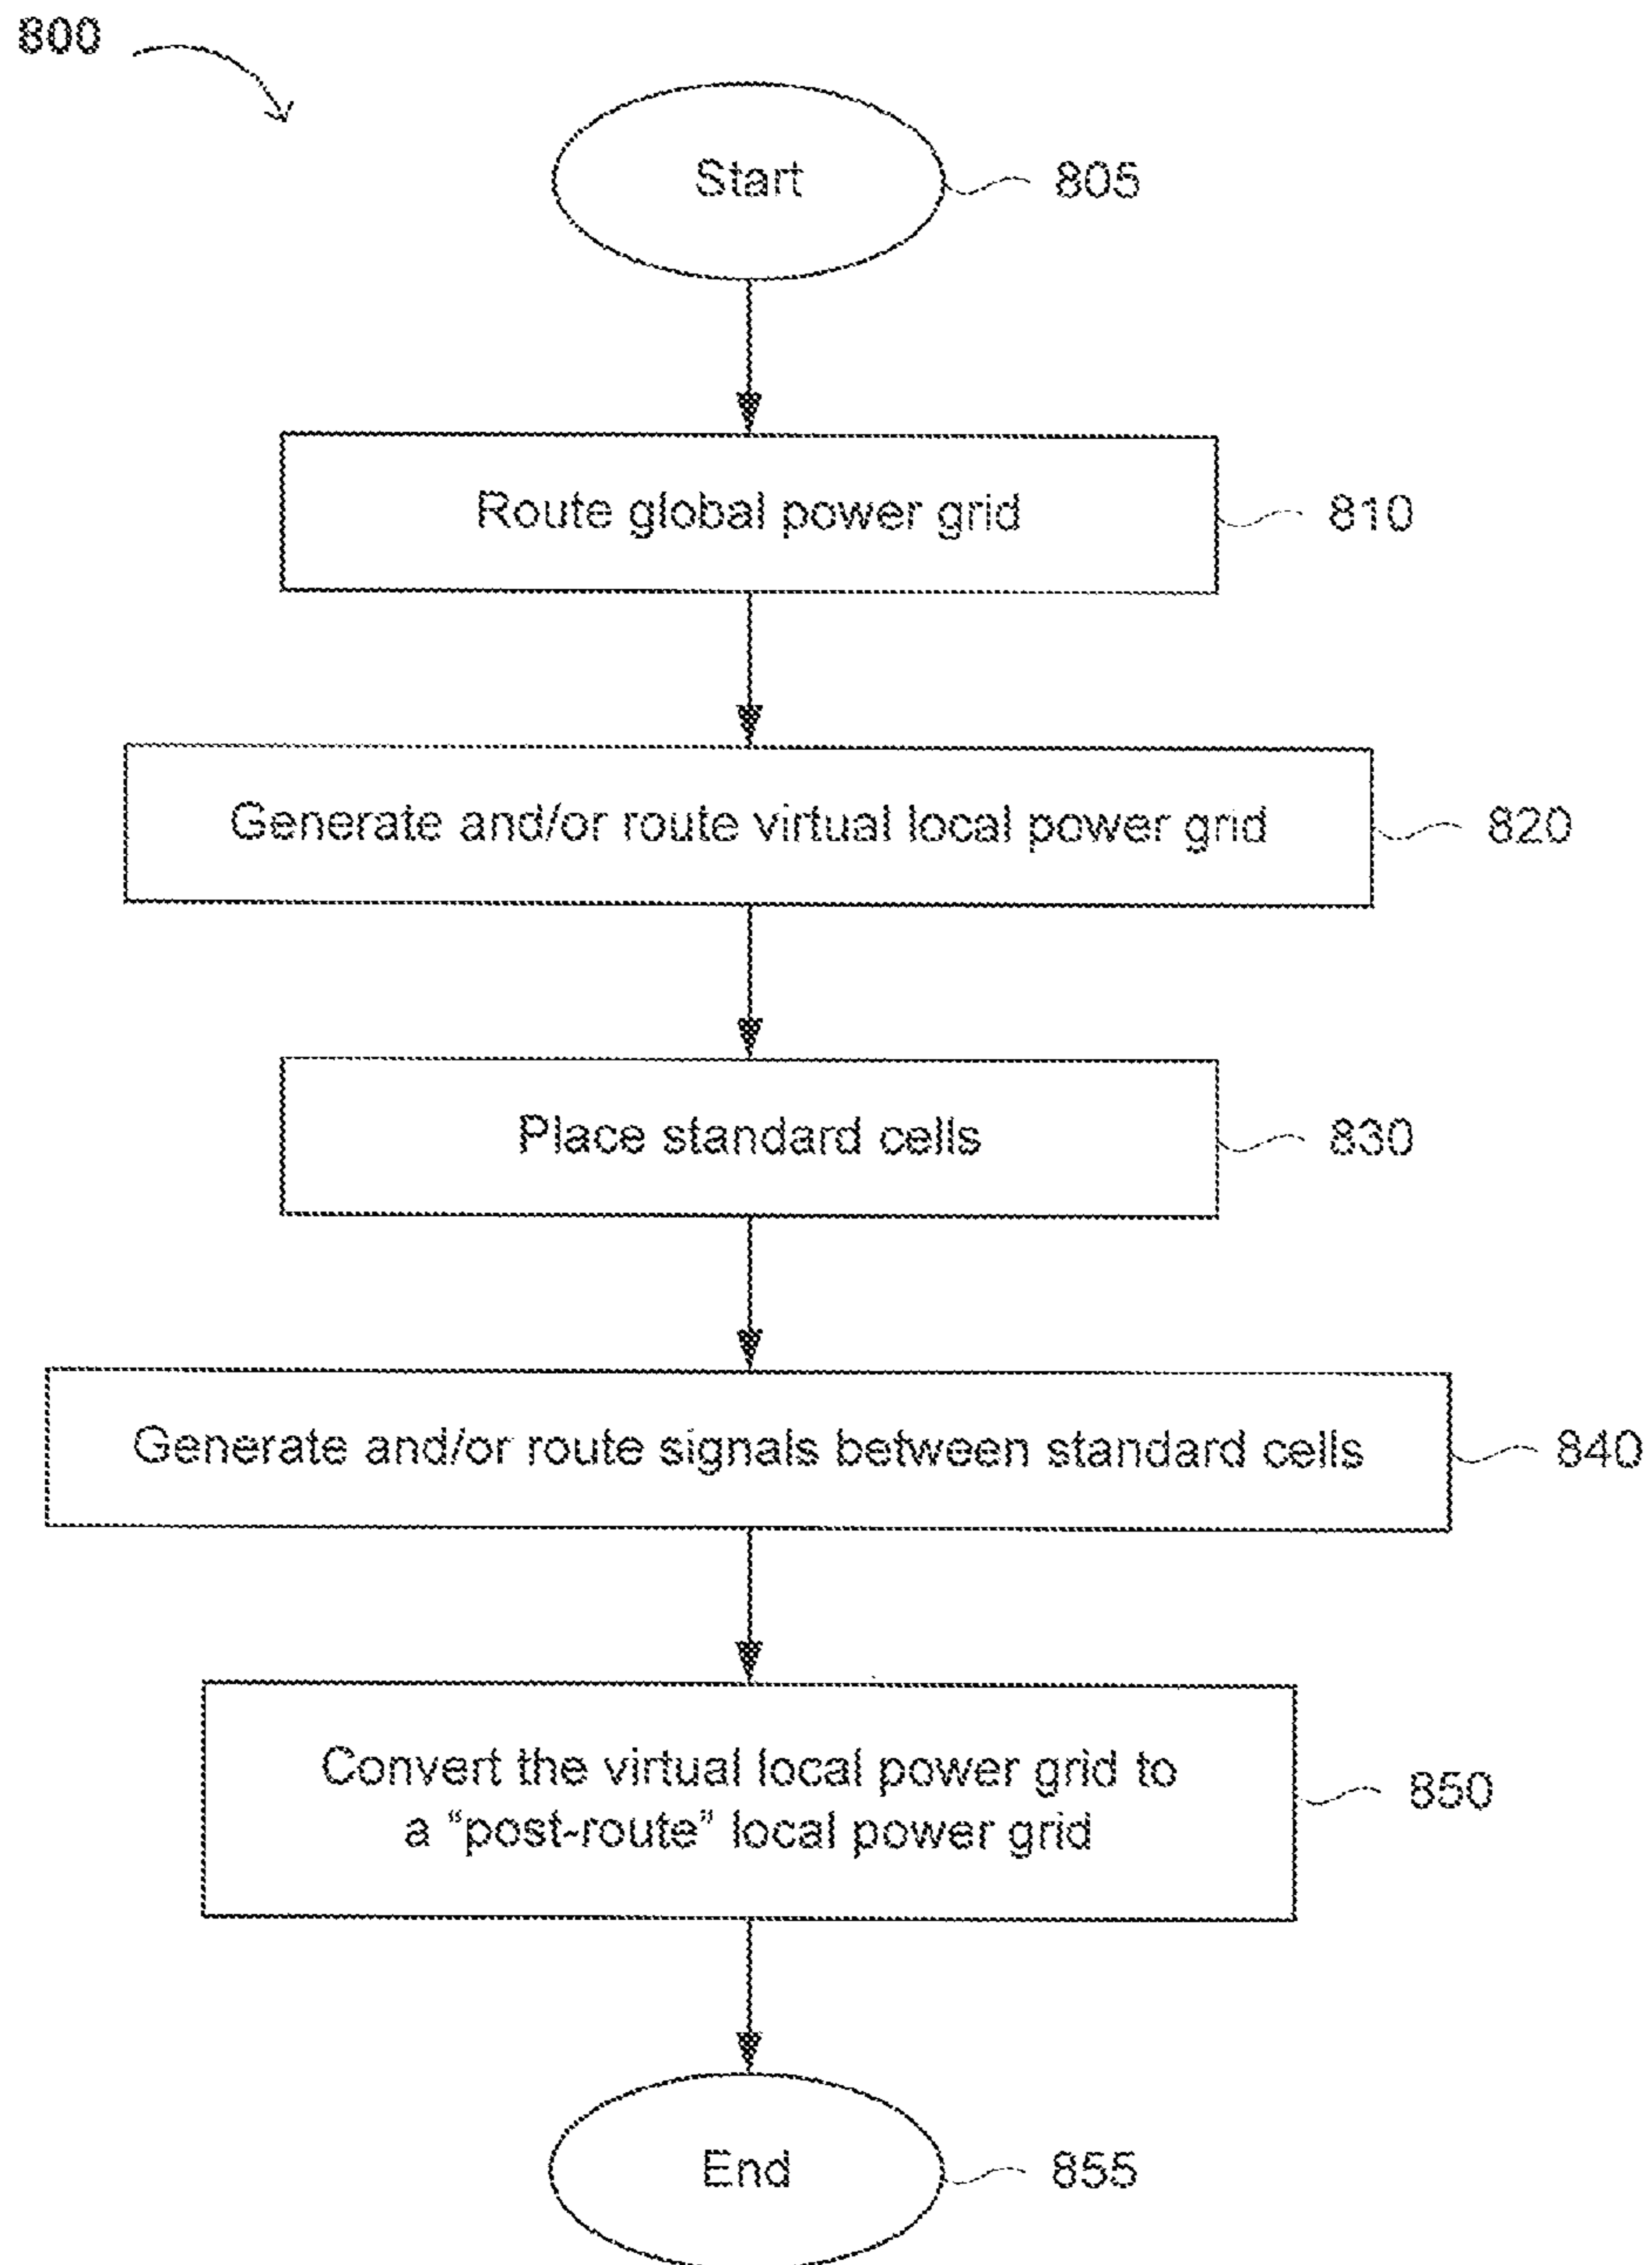 800
Start
805
Route global power grid
810
Generate and/or route virtual local power grid
820
Place standard cells
830
Generate and/or route signals between standard cells
840
Convert the virtual local power grid to
a “post-route” local power grid
850
End
855